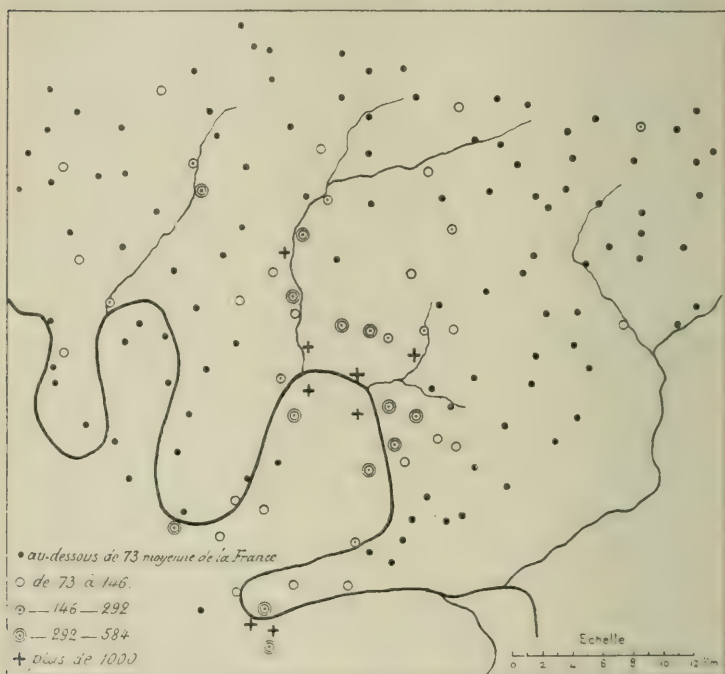 • au-dessous de 73 moyenne de la France
○ de 73 à 146.
⊙ — 146 — 292
◎ — 292 — 584
+ plus de 1000
Echelle
0 2 4 6 8 10 12 Km